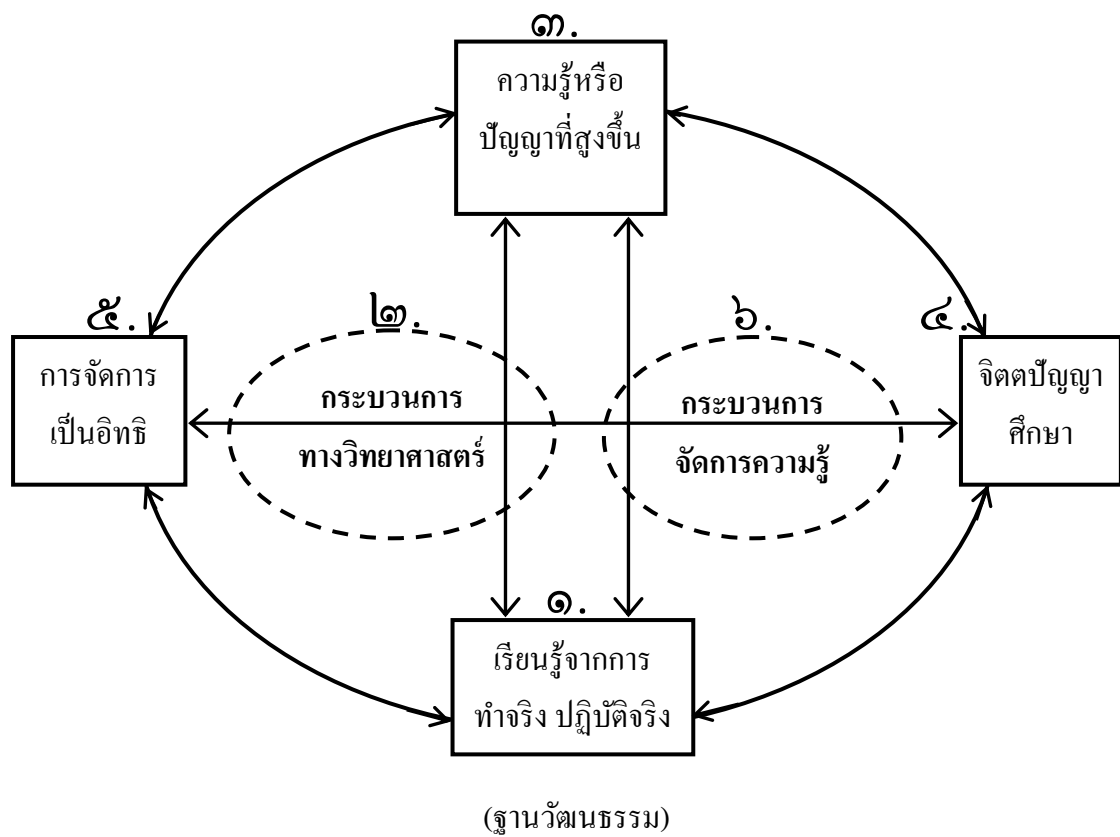 ๓.
ความรู้หรือ
ปัญญาที่สูงขึ้น
๕.
การจัดการ
เป็นอิทธิ
๒.
กระบวนการ
ทางวิทยาศาสตร์
๖.
กระบวนการ
จัดการความรู้
๔.
จิตตปัญญา
ศึกษา
๑.
เรียนรู้จากการ
ทำจริง ปฏิบัติจริง
(ฐานวัฒนธรรม)